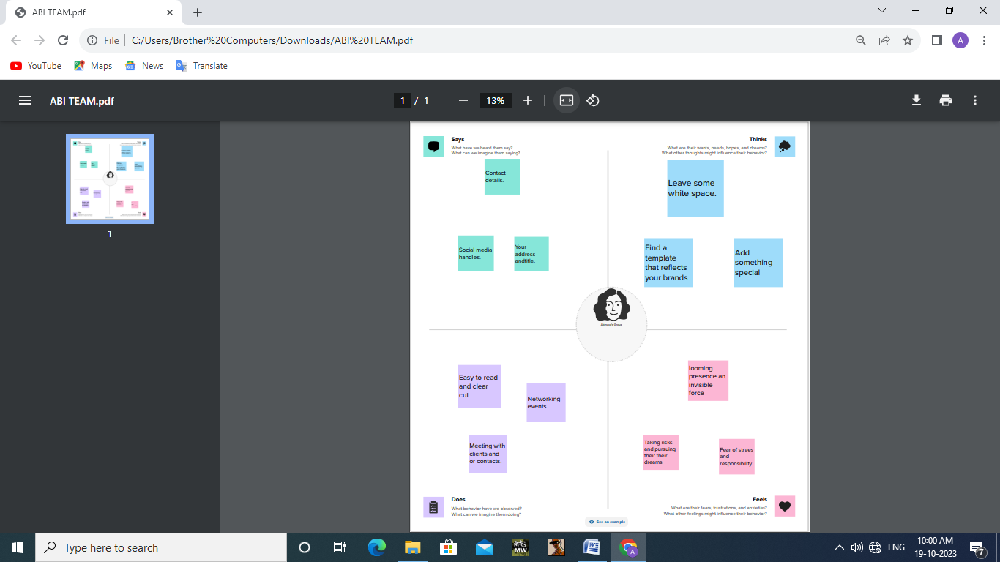 ABI TEAM.pdf
File
C:/Users/Brother%20Computers/Downloads/ABI%20TEAM.pdf
A
YouTube
Maps
News
Translate
ABI TEAM.pdf
1 / 1
13%
1
Says
What have we heard them say?
What can we imagine them saying?
Thinks
What are their wants, needs, hopes, and dreams?
What other thoughts might influence their behavior?
Contact
details.
Leave some
white space.
Social media
handles.
Your
address
andtitle.
Find a
template
that reflects
your brands
Add
something
special
Easy to read
and clear
cut.
Networking
events.
Meeting with
clients and
or contacts.
looming
presence an
invisible
force
Taking risks
and pursuing
their their
dreams.
Fear of strees
and
responsibility.
Does
What behavior have we observed?
What can we imagine them doing?
Feels
What are their fears, frustrations, and anxieties?
What other feelings might influence their behavior?
See an example
Type here to search
MW
W
A
ENG
10:00 AM
19-10-2023
7